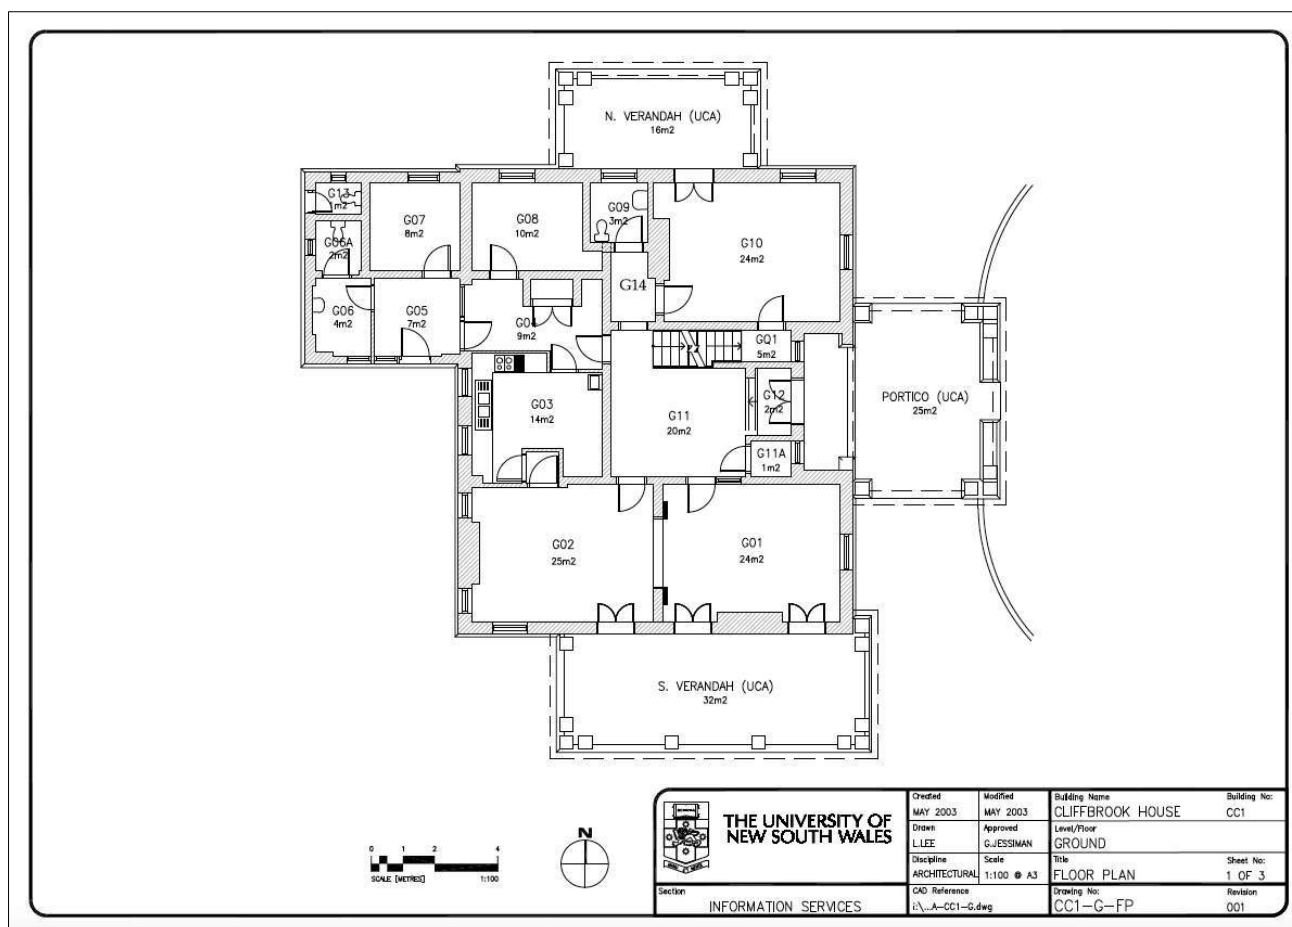 N. VERANDAH (UCA)
16m2
G13
1m2
G07
8m2
G08
10m2
G09
3m2
G10
24m2
G06A
2m2
G14
G06
4m2
G05
7m2
G04
9m2
GQ1
5m2
G03
14m2
G11
20m2
G12
2m2
G11A
1m2
PORTICO (UCA)
25m2
G02
25m2
G01
24m2
S. VERANDAH (UCA)
32m2
0 1 2 4
SCALE [METRES] 1:100
N
THE UNIVERSITY OF
NEW SOUTH WALES
Section
INFORMATION SERVICES
Created
MAY 2003
Modified
MAY 2003
Drawn
L.LEE
Approved
G.JESSIMAN
Discipline
ARCHITECTURAL
Scale
1:100 @ A3
CAD Reference
i:\...A-CC1-G.dwg
Building Name
CLIFFBROOK HOUSE
Building No:
CC1
Level/Floor
GROUND
Title
FLOOR PLAN
Sheet No:
1 OF 3
Drawing No:
CC1-G-FP
Revision
001